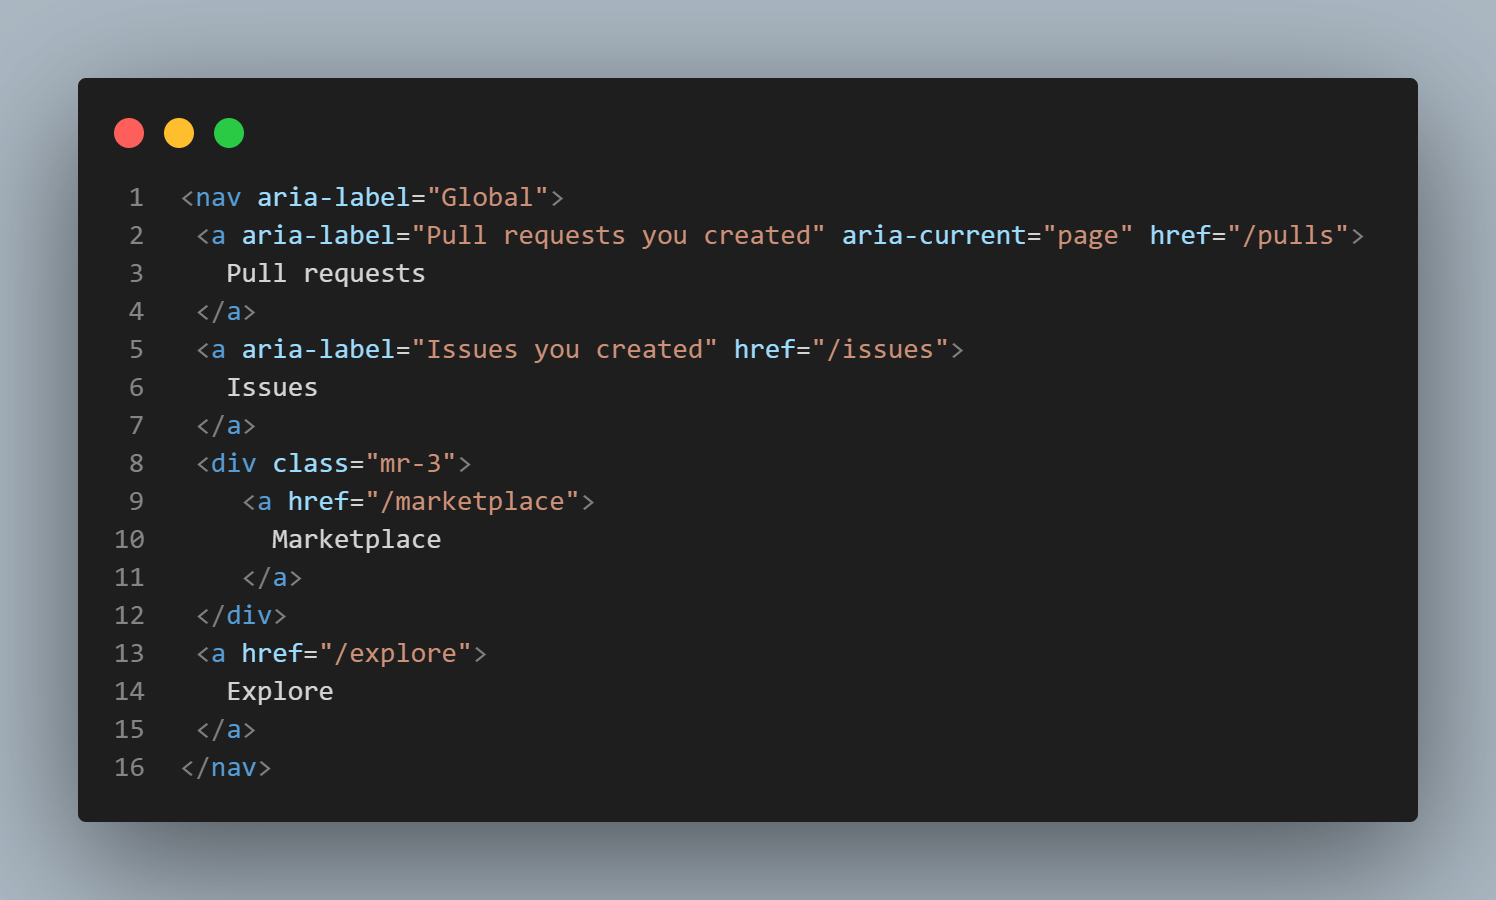 1 <nav aria-label="Global">
2  <a aria-label="Pull requests you created" aria-current="page" href="/pulls">
3    Pull requests
4  </a>
5  <a aria-label="Issues you created" href="/issues">
6    Issues
7  </a>
8  <div class="mr-3">
9     <a href="/marketplace">
10       Marketplace
11     </a>
12  </div>
13  <a href="/explore">
14    Explore
15  </a>
16 </nav>